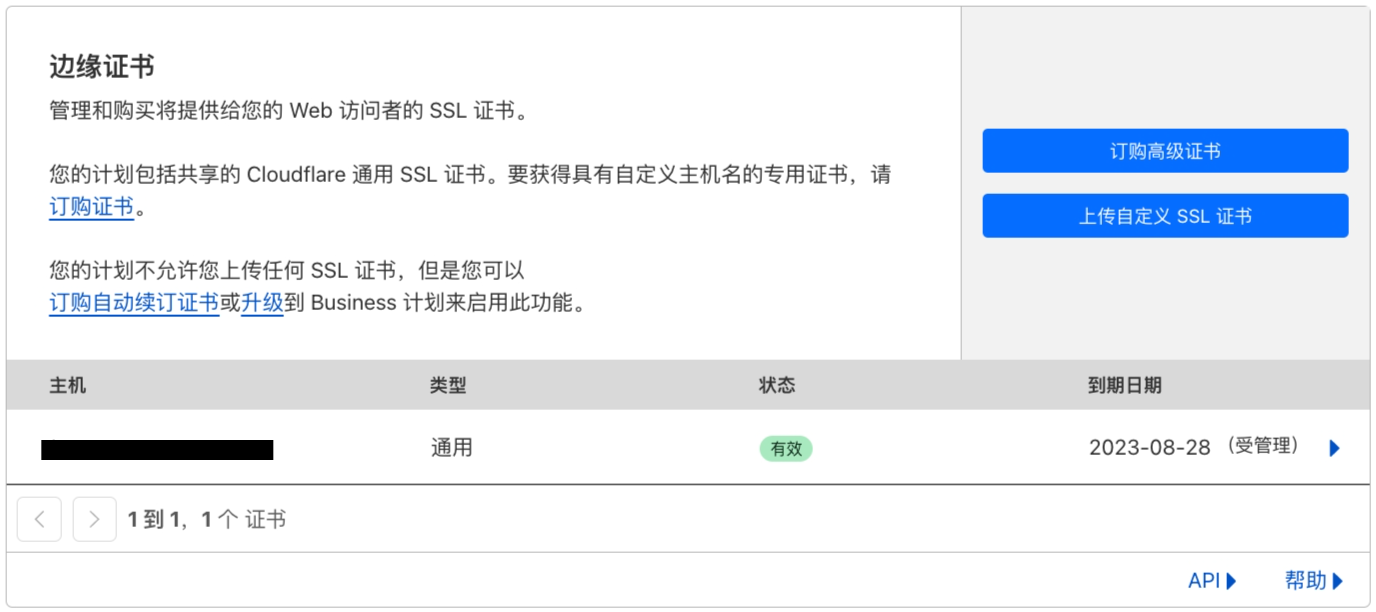 边缘证书
管理和购买将提供给您的 Web 访问者的 SSL 证书。
您的计划包括共享的 Cloudflare 通用 SSL 证书。要获得具有自定义主机名的专用证书，请
订购证书。
您的计划不允许您上传任何 SSL 证书，但是您可以
订购自动续订证书或升级到 Business 计划来启用此功能。
订购高级证书
上传自定义 SSL 证书
主机 类型 状态 到期日期
通用 有效 2023-08-28 （受管理）
1 到 1，1 个 证书
API 帮助